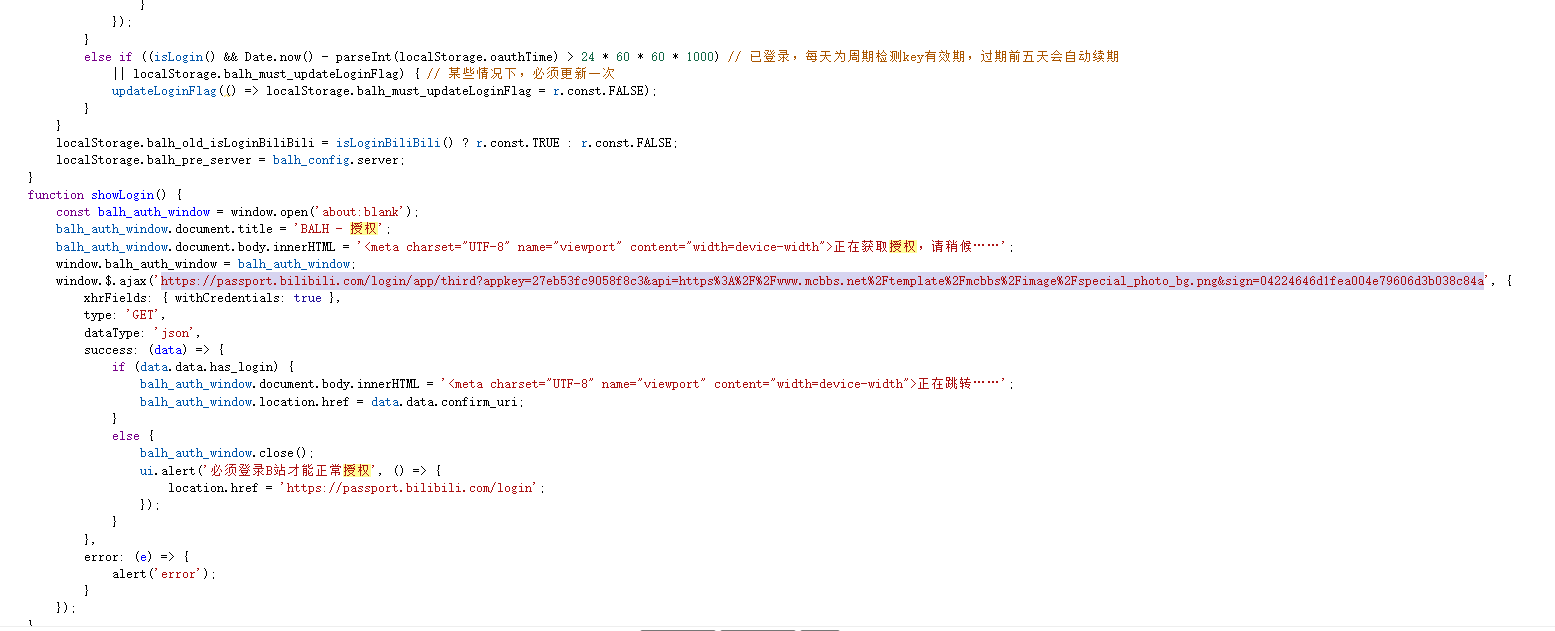 }
});
}
else if ((isLogin() && Date.now() - parseInt(localStorage.oauthTime) > 24 * 60 * 60 * 1000) // 已登录，每天为周期检测key有效期，过期前五天会自动续期
|| localStorage.balh_must_updateLoginFlag) { // 某些情况下，必须更新一次
updateLoginFlag(() => localStorage.balh_must_updateLoginFlag = r.const.FALSE);
}
}
localStorage.balh_old_isLoginBiliBili = isLoginBiliBili() ? r.const.TRUE : r.const.FALSE;
localStorage.balh_pre_server = balh_config.server;
}
function showLogin() {
const balh_auth_window = window.open('about:blank');
balh_auth_window.document.title = 'BALH - 授权';
balh_auth_window.document.body.innerHTML = '<meta charset="UTF-8" name="viewport" content="width=device-width">正在获取授权，请稍候……';
window.balh_auth_window = balh_auth_window;
window.$.ajax('https://passport.bilibili.com/login/app/third?appkey=27eb53fc9058f8c3&api=https%3A%2F%2Fwww.mcbbs.net%2Ftemplate%2Fmcbbs%2Fimage%2Fspecial_photo_bg.png&sign=04224646d1fea004e79606d3b038c84a', {
xhrFields: { withCredentials: true },
type: 'GET',
dataType: 'json',
success: (data) => {
if (data.data.has_login) {
balh_auth_window.document.body.innerHTML = '<meta charset="UTF-8" name="viewport" content="width=device-width">正在跳转……';
balh_auth_window.location.href = data.data.confirm_uri;
}
else {
balh_auth_window.close();
ui.alert('必须登录B站才能正常授权', () => {
location.href = 'https://passport.bilibili.com/login';
});
}
},
error: (e) => {
alert('error');
}
});
}